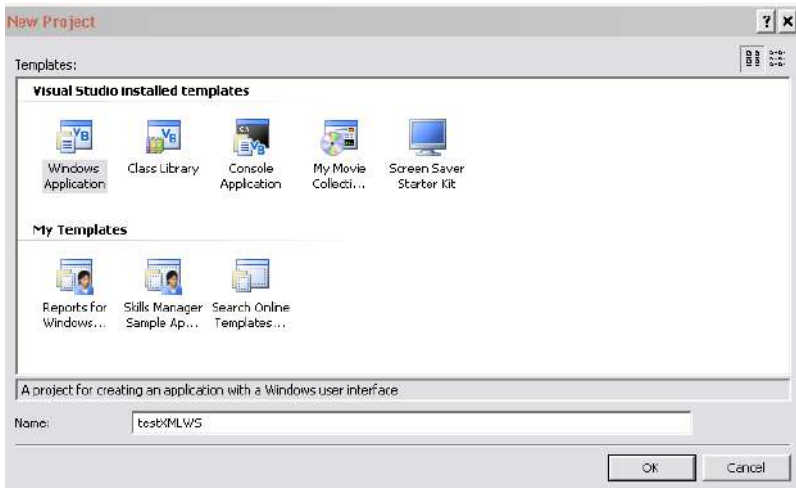 New Project
Templates:
Visual Studio installed templates
Windows Application
Class Library
Console Application
My Movie Collecti...
Screen Saver Starter Kit
My Templates
Reports for Windows...
Skills Manager Sample Ap...
Search Online Templates...
A project for creating an application with a Windows user interface
Name:
testXMLWS
OK
Cancel